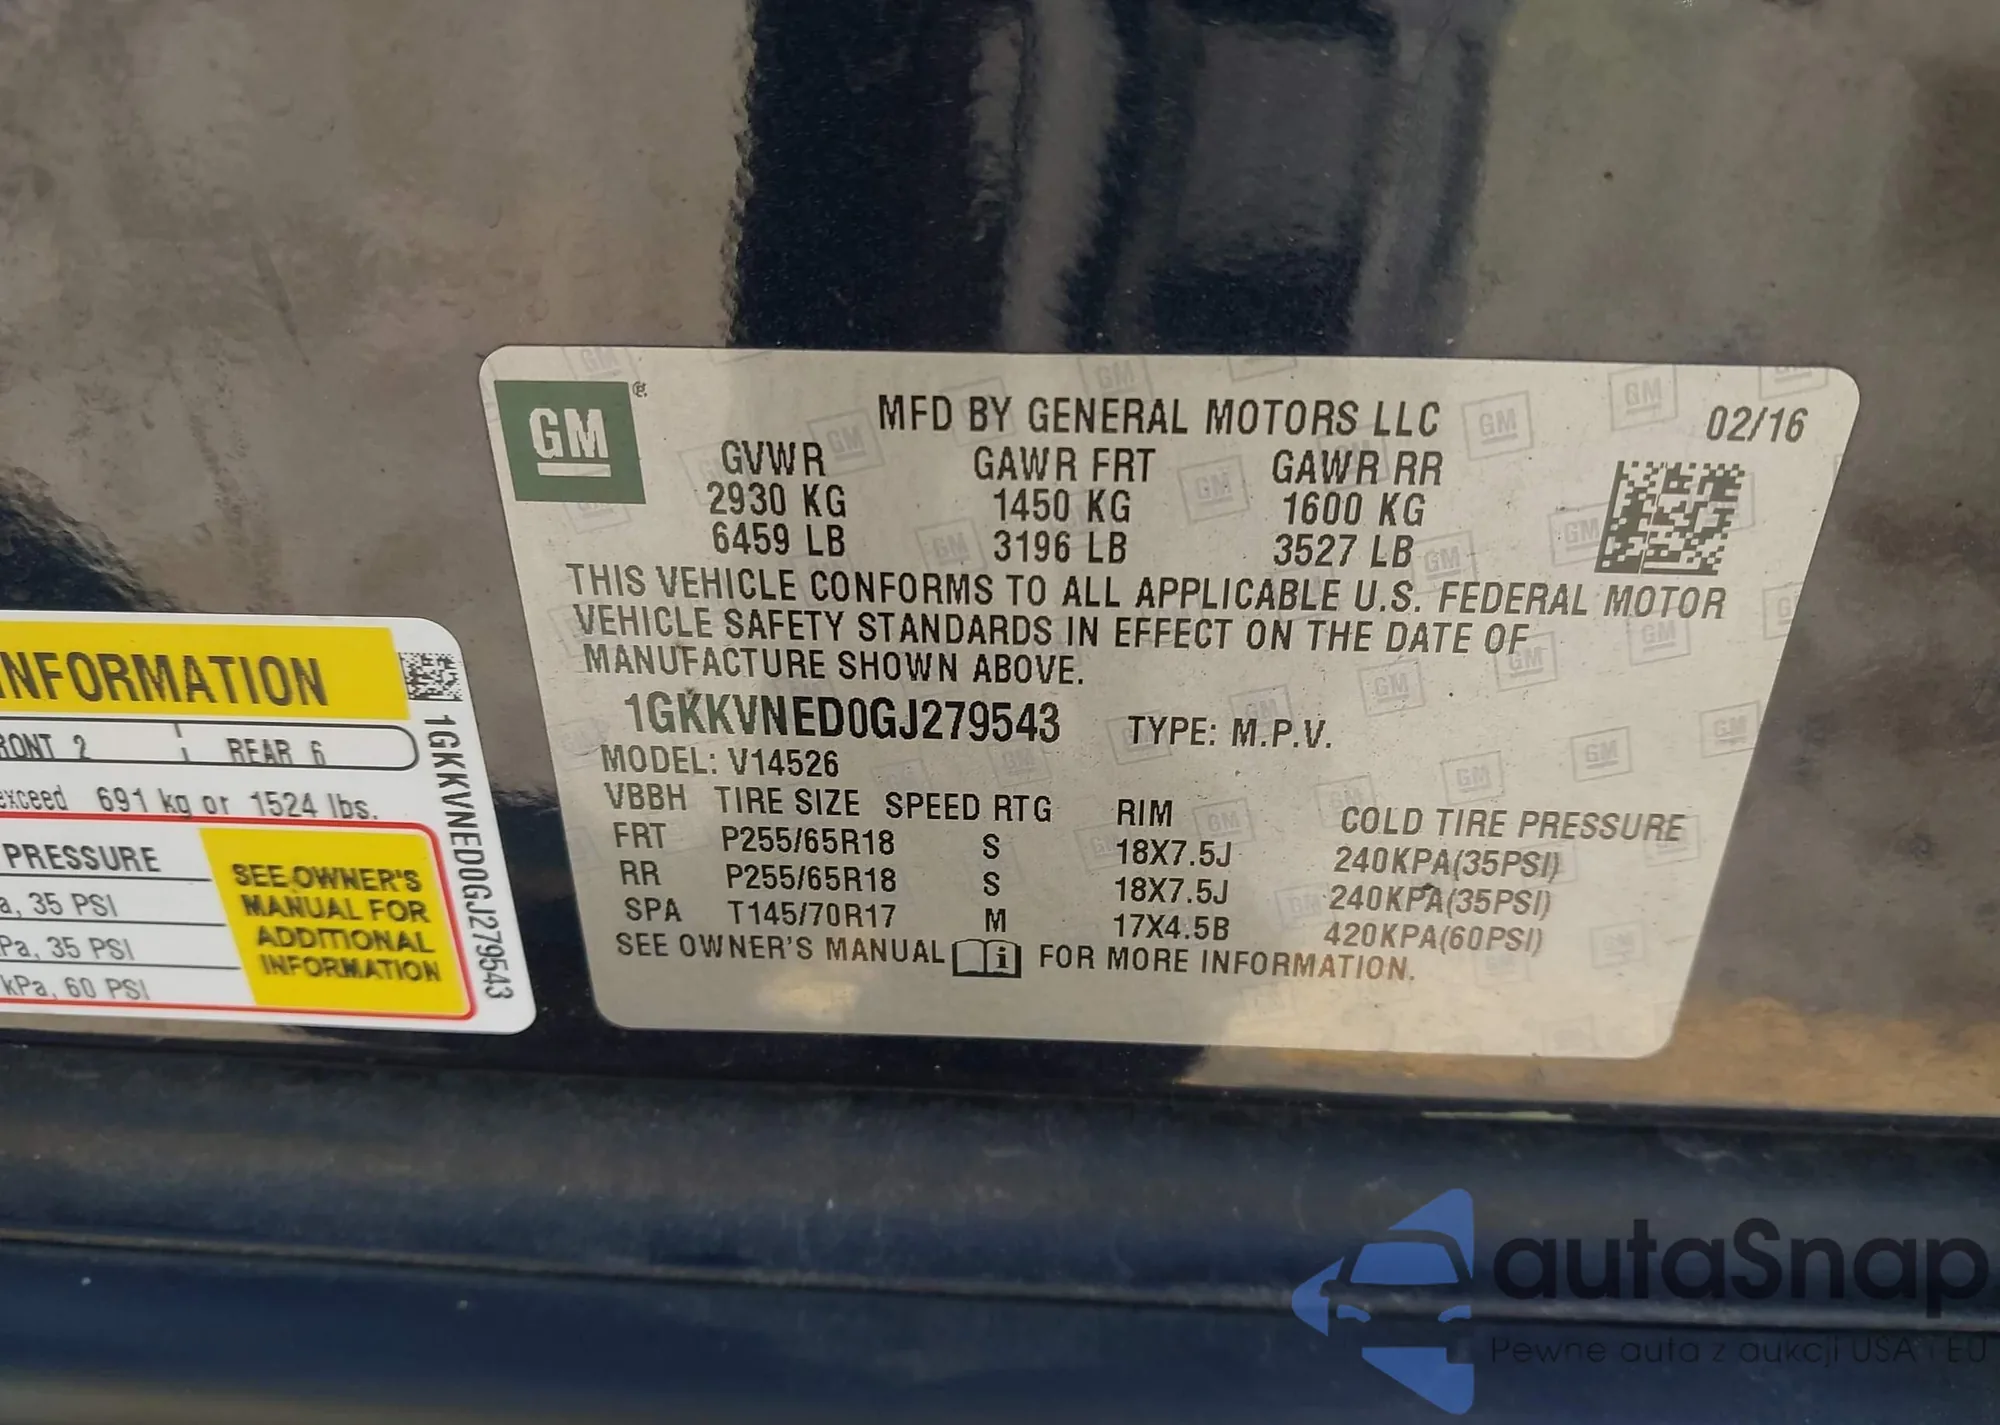 GM
MFD BY GENERAL MOTORS LLC
02/16
GVWR GAWR FRT GAWR RR
2930 KG 1450 KG 1600 KG
6459 LB 3196 LB 3527 LB
THIS VEHICLE CONFORMS TO ALL APPLICABLE U.S. FEDERAL MOTOR
VEHICLE SAFETY STANDARDS IN EFFECT ON THE DATE OF
MANUFACTURE SHOWN ABOVE.
1GKKVNED0GJ279543 TYPE: M.P.V.
MODEL: V14526
VBBH TIRE SIZE SPEED RTG RIM COLD TIRE PRESSURE
FRT P255/65R18 S 18X7.5J 240KPA(35PSI)
RR P255/65R18 S 18X7.5J 240KPA(35PSI)
SPA T145/70R17 M 17X4.5B 420KPA(60PSI)
SEE OWNER'S MANUAL i FOR MORE INFORMATION.
INFORMATION
RONT 2 REAR 6
exceed 691 kg or 1524 lbs.
PRESSURE
a, 35 PSI
Pa, 35 PSI
kPa, 60 PSI
SEE OWNER'S
MANUAL FOR
ADDITIONAL
INFORMATION
1GKKVNED0GJ279543
autaSnap
Pewne auta z aukcji USA i EU